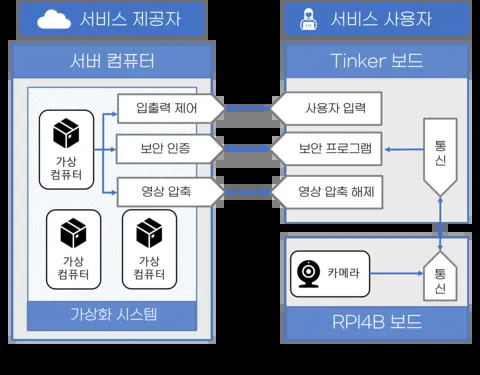 서비스 제공자
서비스 사용자
서버 컴퓨터
Tinker 보드
가상
컴퓨터
입출력 제어
보안 인증
영상 압축
사용자 입력
보안 프로그램
영상 압축 해제
통
신
가상
컴퓨터
가상
컴퓨터
가상화 시스템
카메라
통
신
RPI4B 보드